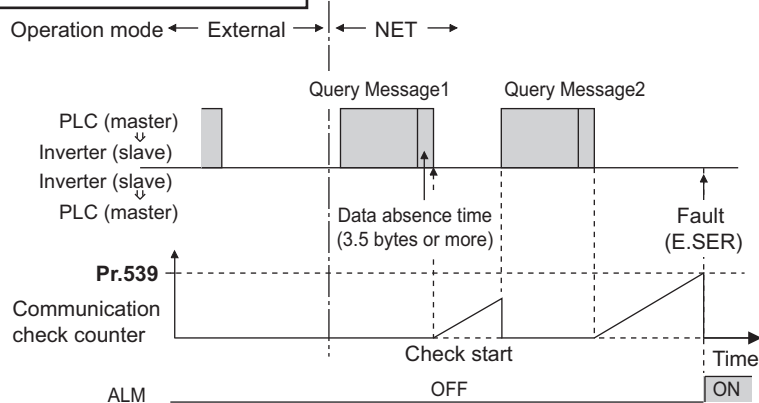 Operation mode External NET
Query Message1 Query Message2
PLC (master)
⇓
Inverter (slave)
Inverter (slave)
⇓
PLC (master)
Data absence time
(3.5 bytes or more)
Fault
(E.SER)
Pr.539
Communication
check counter
Check start
Time
ALM OFF ON